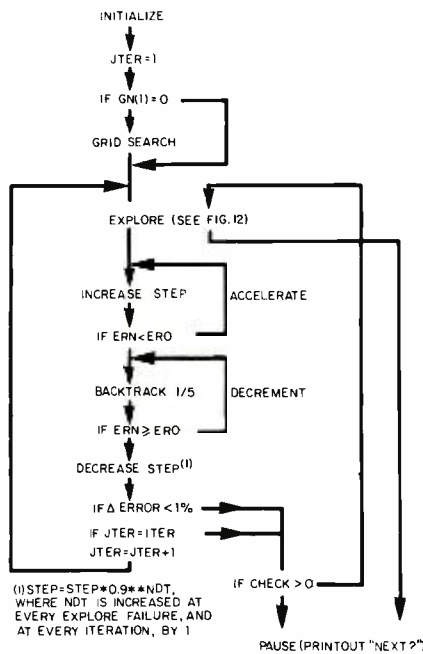 INITIALIZE
JTER=1
IF GN(1)=0
GRID SEARCH
EXPLORE (SEE FIG.12)
INCREASE STEP
ACCELERATE
IF ERN<ERO
BACKTRACK 1/5
DECREMENT
IF ERN≥ERO
DECREASE STEP(1)
IF Δ ERROR<1%
IF JTER=ITER
JTER=JTER+1
IF CHECK>0
(1)STEP=STEP*0.9**NDT,
WHERE NDT IS INCREASED AT
EVERY EXPLORE FAILURE, AND
AT EVERY ITERATION, BY 1
PAUSE(PRINTOUT "NEXT?")